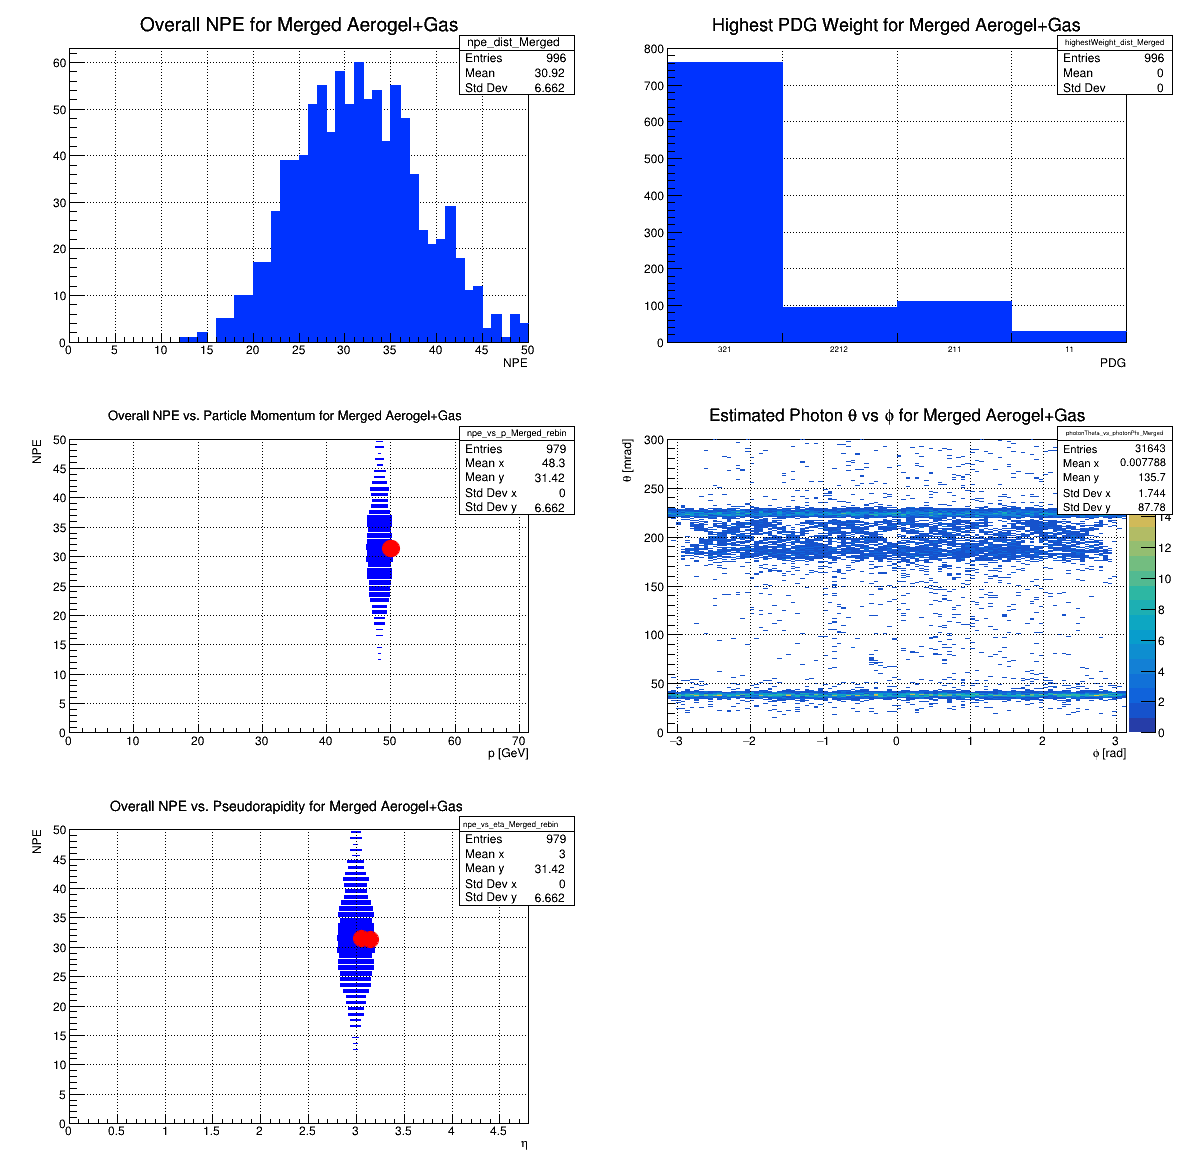 Overall NPE for Merged Aerogel+Gas
npe_dist_Merged
Entries 996
Mean 30.92
Std Dev 6.662
60
50
40
30
20
10
0
0 5 10 15 20 25 30 35 40 45 50
NPE
Highest PDG Weight for Merged Aerogel+Gas
highestWeight_dist_Merged
Entries 996
Mean 0
Std Dev 0
800
700
600
500
400
300
200
100
0
321 2212 211 11
PDG
Overall NPE vs. Particle Momentum for Merged Aerogel+Gas
npe_vs_p_Merged_rebin
Entries 979
Mean x 48.3
Mean y 31.42
Std Dev x 0
Std Dev y 6.662
NPE
50
45
40
35
30
25
20
15
10
5
0
0 10 20 30 40 50 60 70
p [GeV]
Estimated Photon θ vs ϕ for Merged Aerogel+Gas
photonTheta_vs_photonPhi_Merged
Entries 31643
Mean x 0.007788
Mean y 135.7
Std Dev x 1.744
Std Dev y 87.78
θ [mrad]
300
250
200
150
100
50
0
−3 −2 −1 0 1 2 3
ϕ [rad]
14
12
10
8
6
4
2
0
Overall NPE vs. Pseudorapidity for Merged Aerogel+Gas
npe_vs_eta_Merged_rebin
Entries 979
Mean x 3
Mean y 31.42
Std Dev x 0
Std Dev y 6.662
NPE
50
45
40
35
30
25
20
15
10
5
0
0 0.5 1 1.5 2 2.5 3 3.5 4 4.5
η